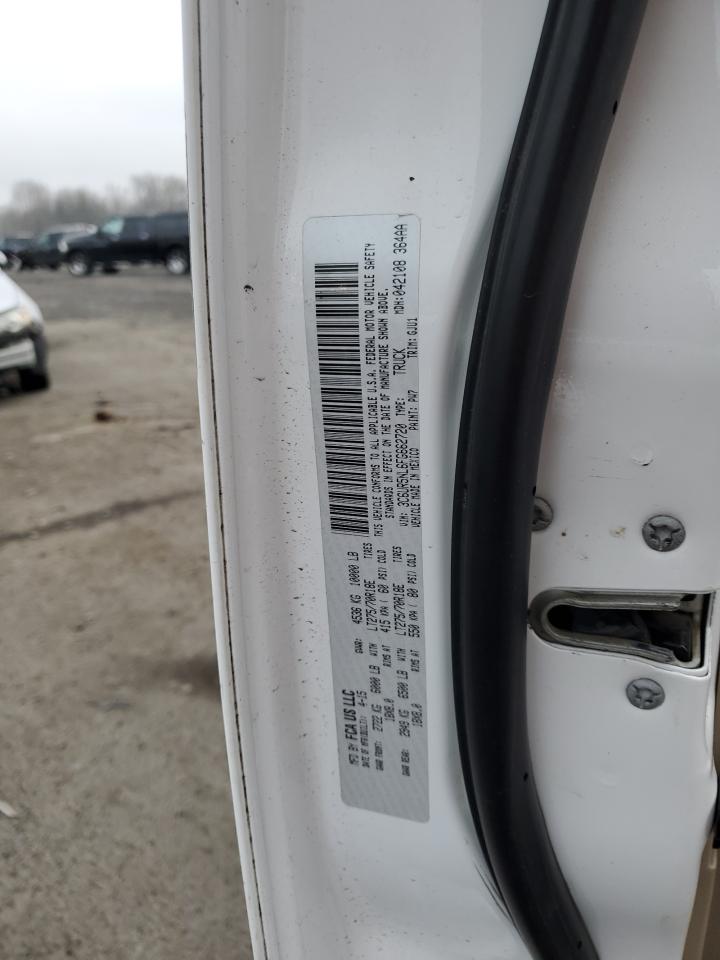 MFD BY FCA US LLC
DATE OF MFR(BUILT)/ 4-15 GVWR: 4536 KG 10000 LB
GAWR FRONT: 2722 KG 6000 LB WITH LT275/70R18E TIRES
18X8.0 RIMS AT 415 KPA ( 60 PSI) COLD
GAWR REAR: 2949 KG 6500 LB WITH LT275/70R18E TIRES
18X8.0 RIMS AT 550 KPA ( 80 PSI) COLD
THIS VEHICLE CONFORMS TO ALL APPLICABLE U.S.A. FEDERAL MOTOR VEHICLE SAFETY
STANDARDS IN EFFECT ON THE DATE OF MANUFACTURE SHOWN ABOVE.
VIN: 3C6UR5NL6FG662720 TYPE: TRUCK MDH:042108 364AA
VEHICLE MADE IN MEXICO PAINT: PW7 TRIM: GJU1